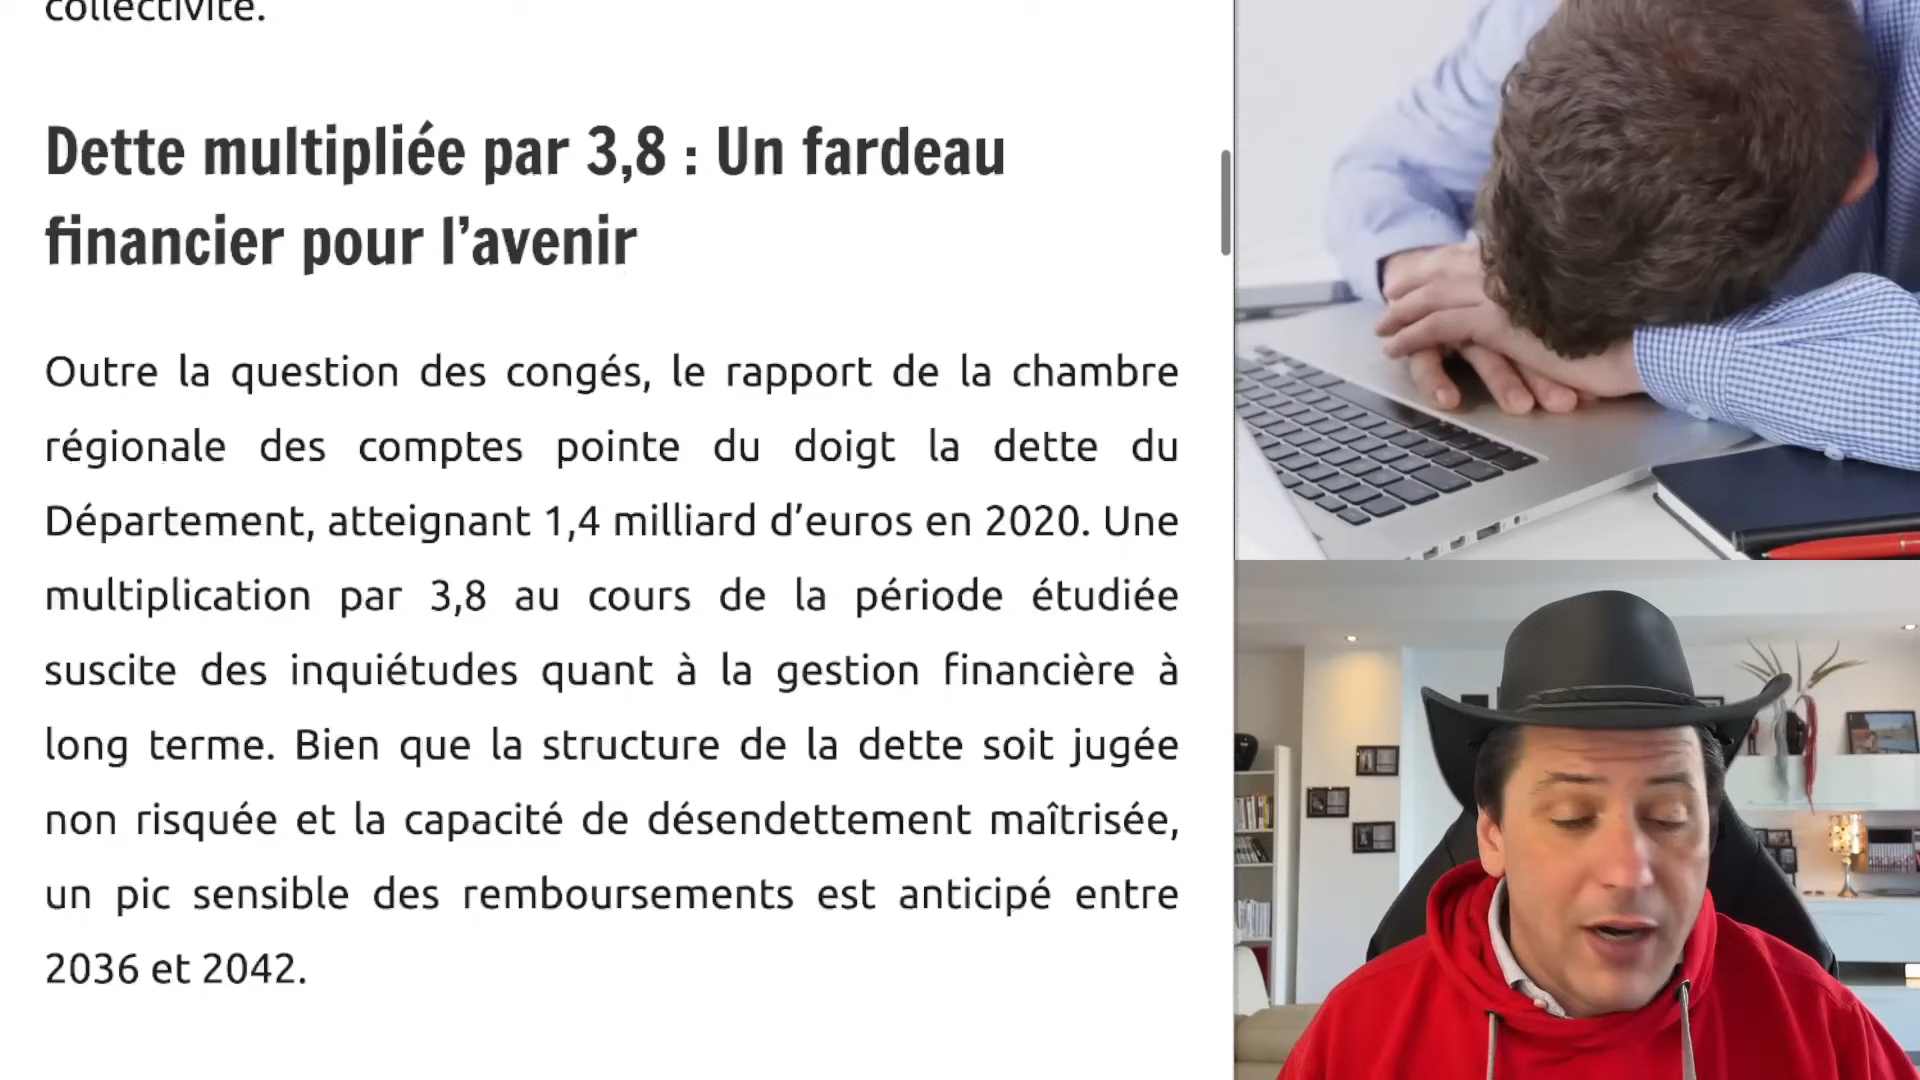 collectivité.
Dette multipliée par 3,8 : Un fardeau
financier pour l’avenir
Outre la question des congés, le rapport de la chambre
régionale des comptes pointe du doigt la dette du
Département, atteignant 1,4 milliard d’euros en 2020. Une
multiplication par 3,8 au cours de la période étudiée
suscite des inquiétudes quant à la gestion financière à
long terme. Bien que la structure de la dette soit jugée
non risquée et la capacité de désendettement maîtrisée,
un pic sensible des remboursements est anticipé entre
2036 et 2042.